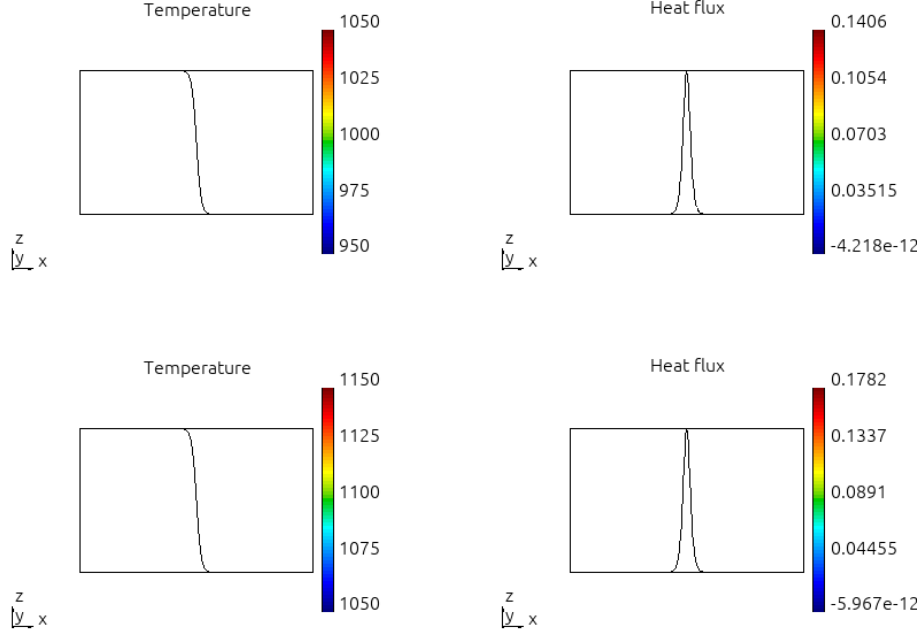 Temperature
1050
1025
1000
975
950
z
y x
Heat flux
0.1406
0.1054
0.0703
0.03515
-4.218e-12
z
y x
Temperature
1150
1125
1100
1075
1050
z
y x
Heat flux
0.1782
0.1337
0.0891
0.04455
-5.967e-12
z
y x